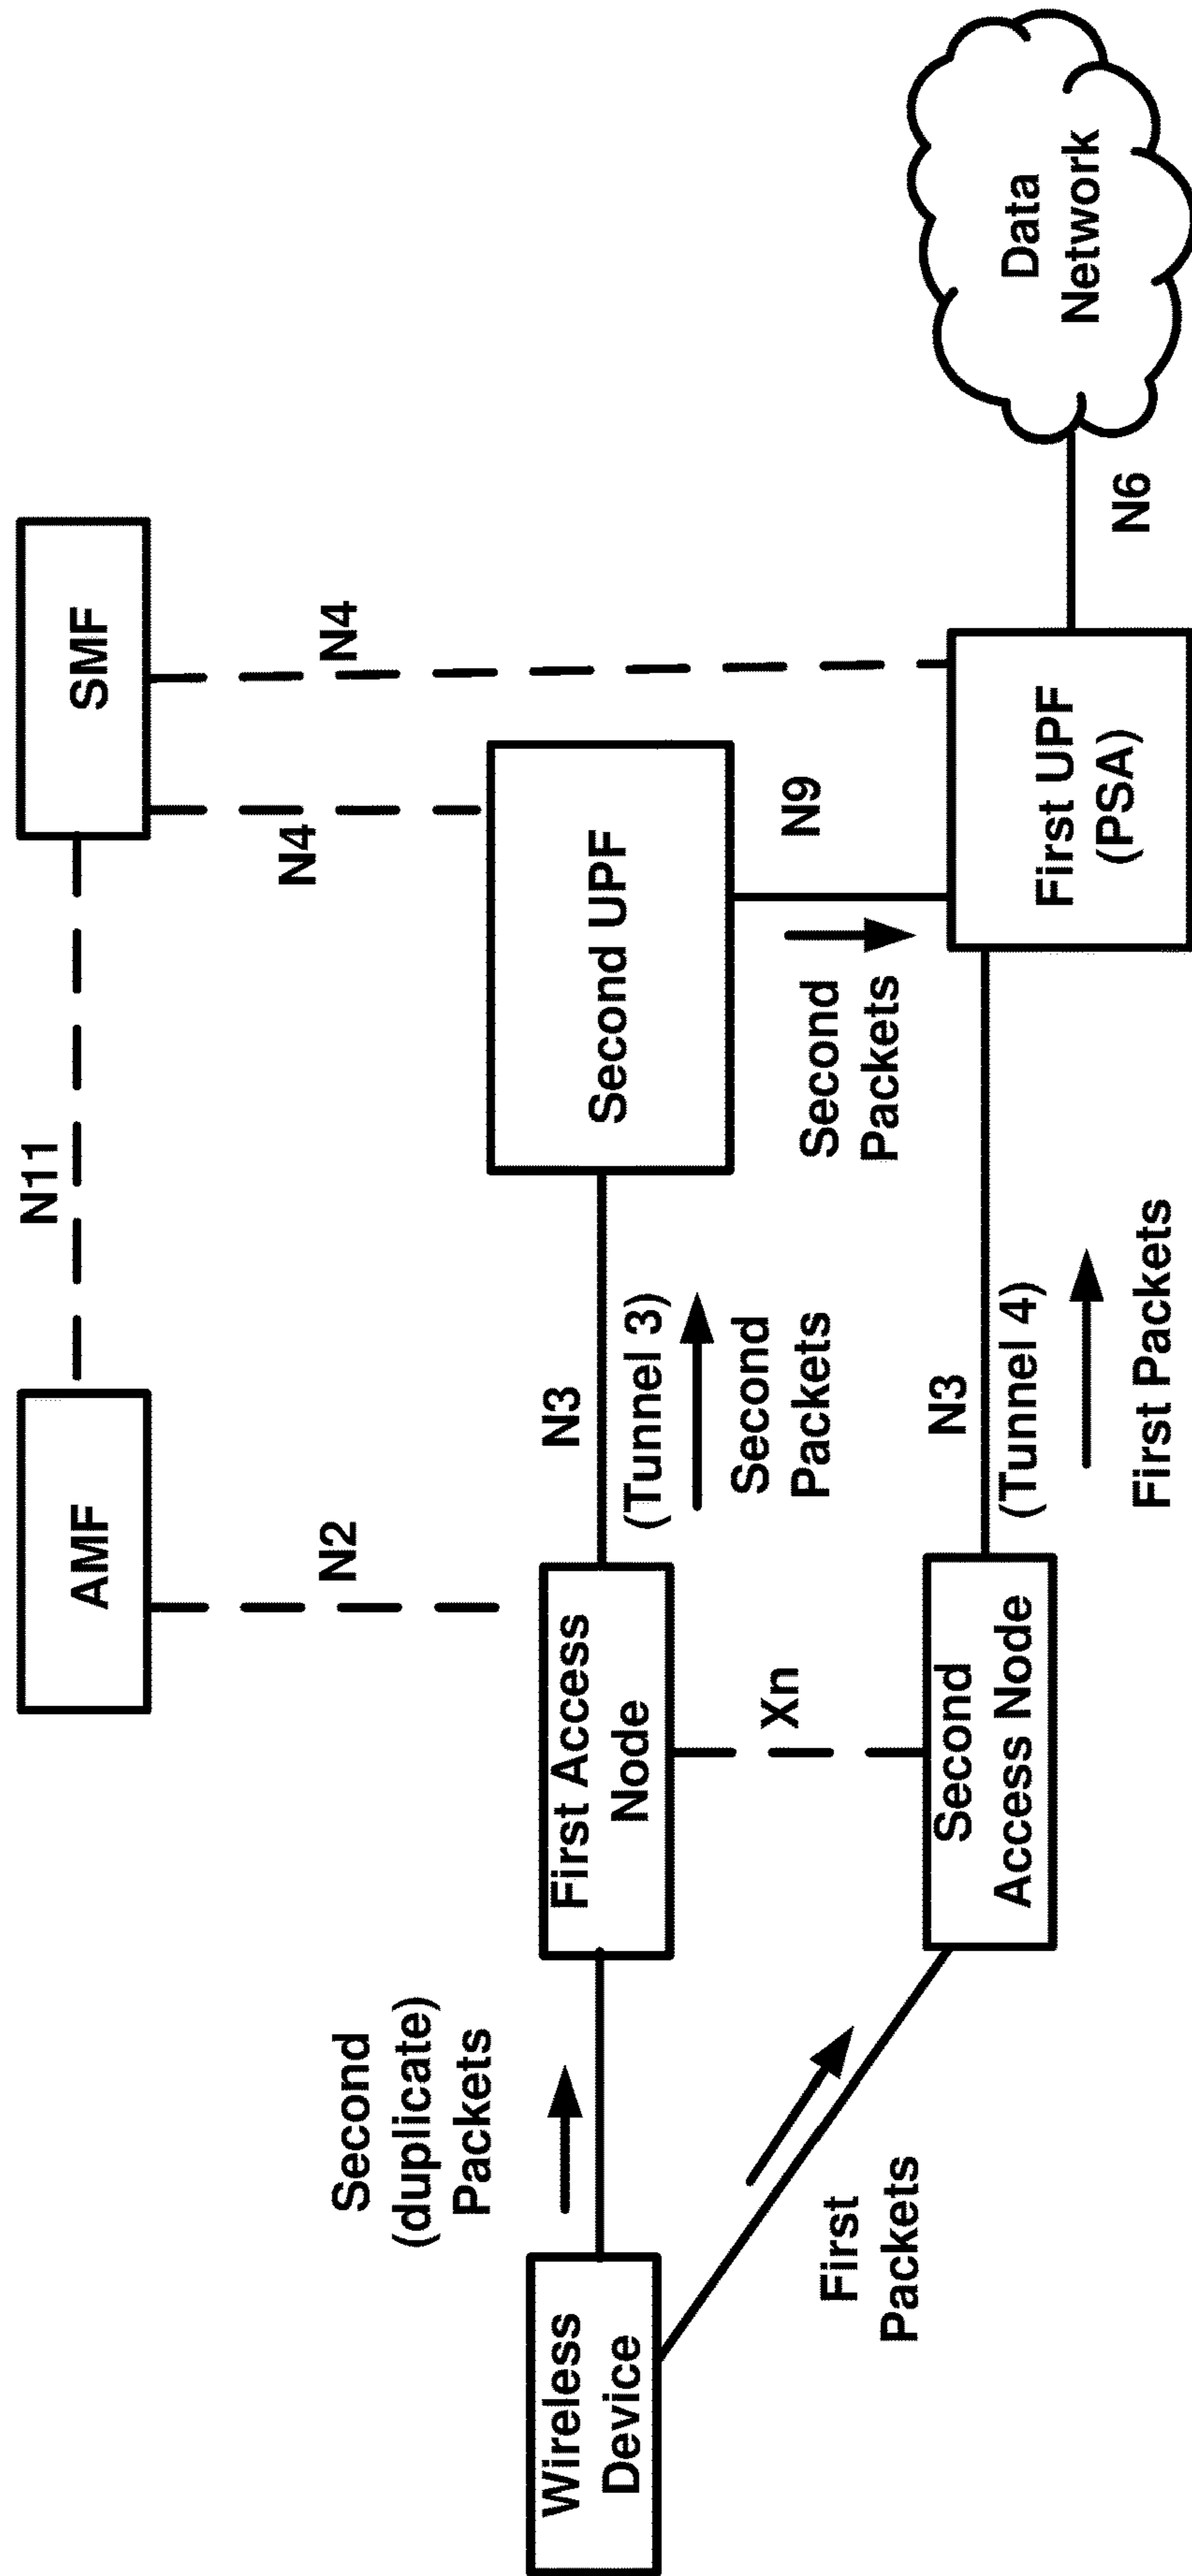 AMF
N11
SMF
N2
N4
N4
Second
(duplicate)
Packets
Wireless
Device
First Access
Node
N3
(Tunnel 3)
Second
Packets
Second UPF
Xn
N9
Second
Packets
First
Packets
Second
Access Node
N3
(Tunnel 4)
First Packets
First UPF
(PSA)
N6
Data
Network